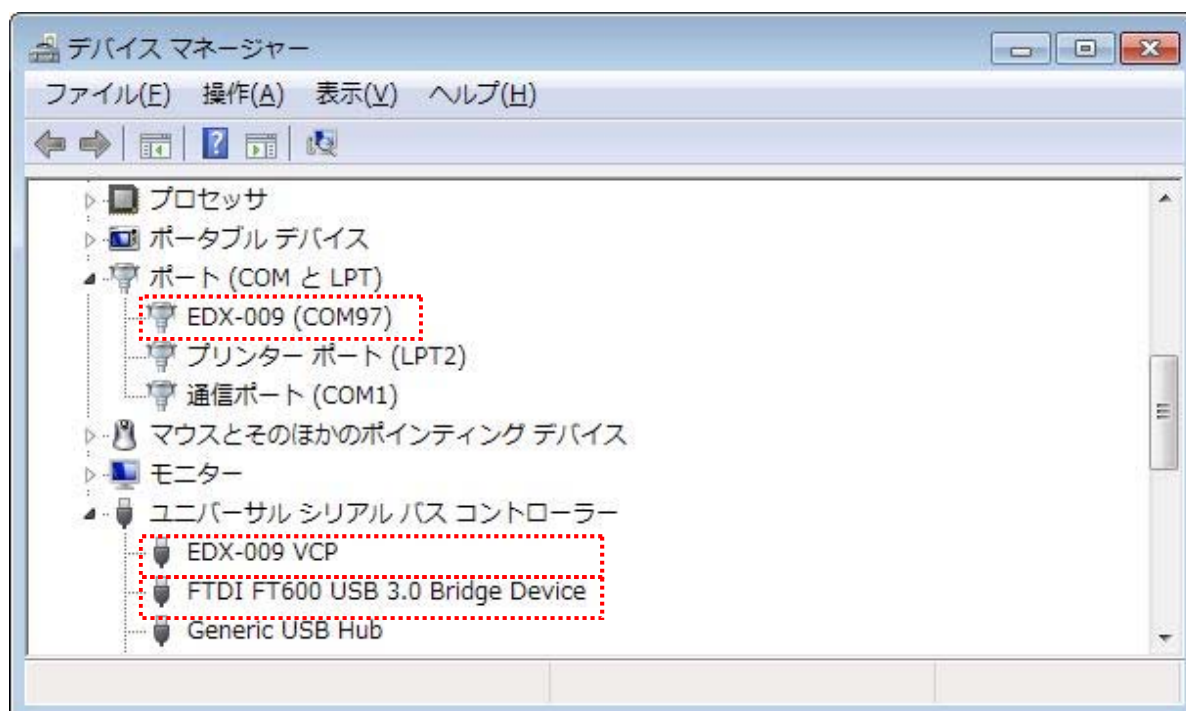 デバイス マネージャー
ファイル(F) 操作(A) 表示(V) ヘルプ(H)
プロセッサ
ポータブル デバイス
ポート (COM と LPT)
EDX-009 (COM97)
プリンター ポート (LPT2)
通信ポート (COM1)
マウスとそのほかのポインティング デバイス
モニター
ユニバーサル シリアル バス コントローラー
EDX-009 VCP
FTDI FT600 USB 3.0 Bridge Device
Generic USB Hub